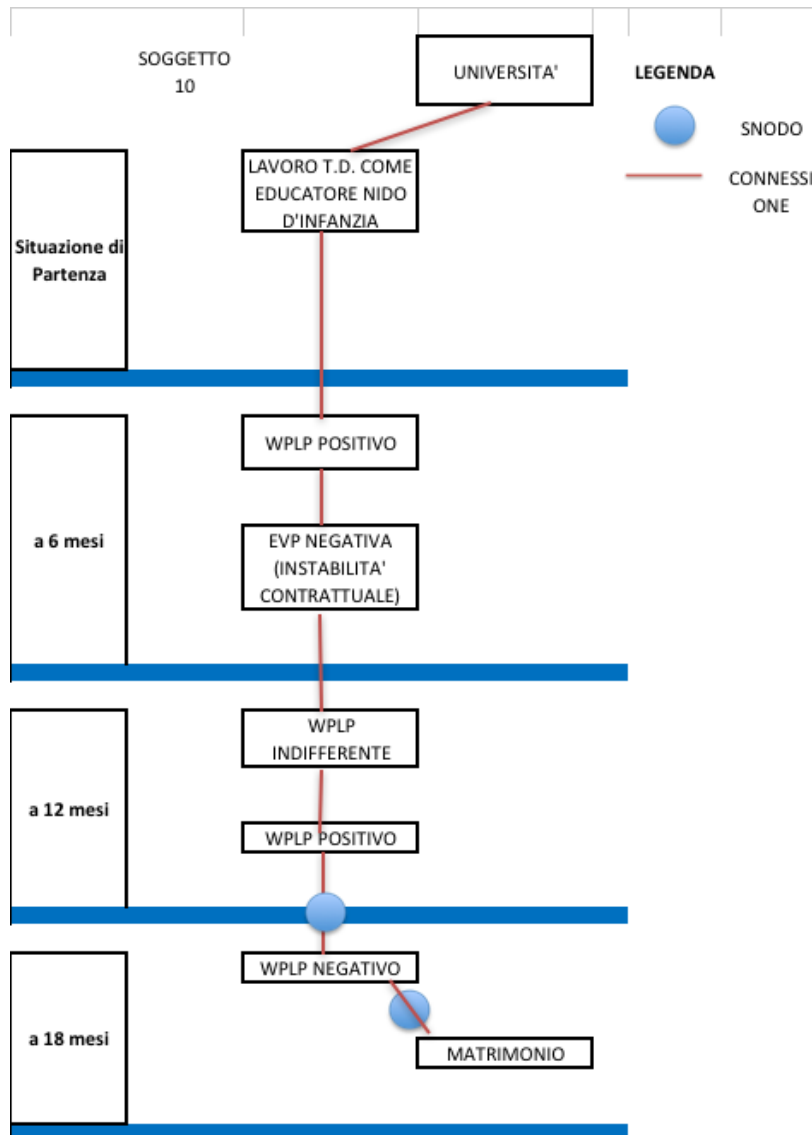 SOGGETTO
10
UNIVERSITA'
LEGENDA
SNODO
CONNESSI
ONE
LAVORO T.D. COME
EDUCATORE NIDO
D'INFANZIA
Situazione di
Partenza
WPLP POSITIVO
a 6 mesi
EVP NEGATIVA
(INSTABILITA'
CONTRATTUALE)
WPLP
INDIFFERENTE
a 12 mesi
WPLP POSITIVO
WPLP NEGATIVO
a 18 mesi
MATRIMONIO